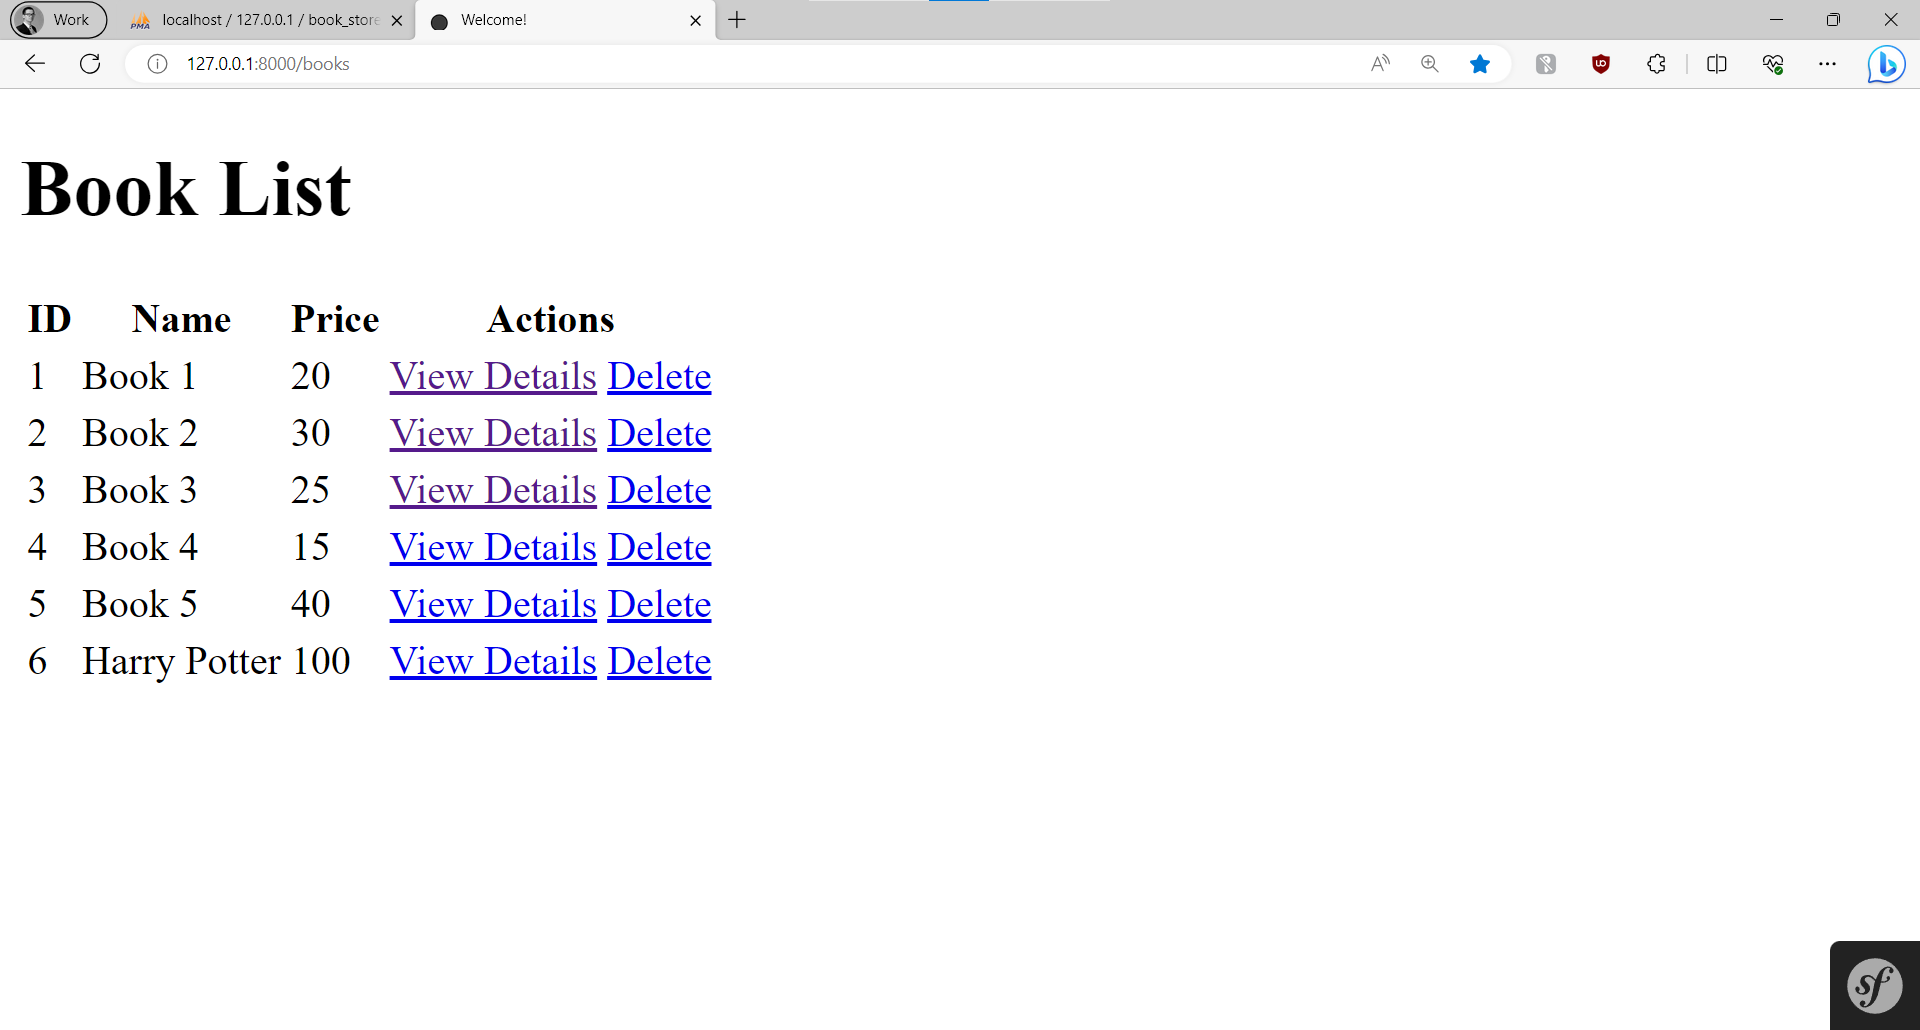 Work
PMA
localhost / 127.0.0.1 / book_store
Welcome!
127.0.0.1:8000/books
Book List
ID Name Price Actions
1 Book 1 20 View Details Delete
2 Book 2 30 View Details Delete
3 Book 3 25 View Details Delete
4 Book 4 15 View Details Delete
5 Book 5 40 View Details Delete
6 Harry Potter 100 View Details Delete
sf